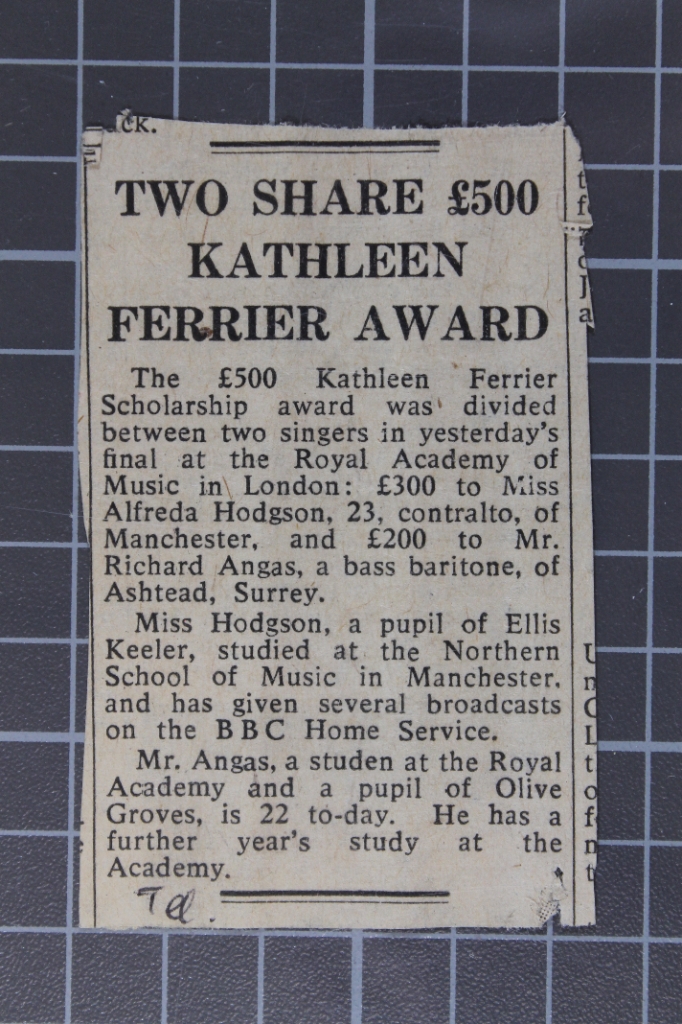 ck.
TWO SHARE £500
KATHLEEN
FERRIER AWARD
The £500 Kathleen Ferrier
Scholarship award was divided
between two singers in yesterday's
final at the Royal Academy of
Music in London: £300 to Miss
Alfreda Hodgson, 23, contralto, of
Manchester, and £200 to Mr.
Richard Angas, a bass baritone, of
Ashtead, Surrey.
Miss Hodgson, a pupil of Ellis
Keeler, studied at the Northern
School of Music in Manchester.
and has given several broadcasts
on the BBC Home Service.
Mr. Angas, a studen at the Royal
Academy and a pupil of Olive
Groves, is 22 to-day. He has a
further year's study at the
Academy.